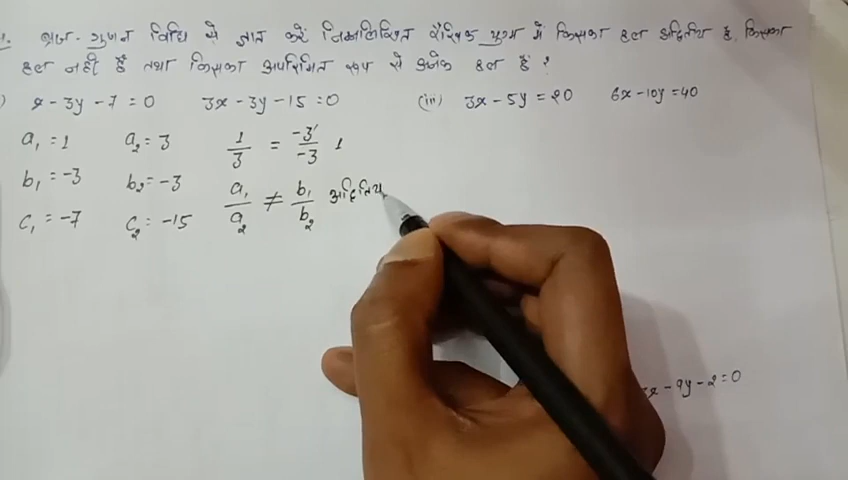 वज्र-गुणन विधि से ज्ञात करें निम्नलिखित रैखिक युग्म में किसका हल अद्वितीय है, किसका
हल नहीं है तथा किसका अपरिमित रूप से अनेक हल हैं ?
) x - 3y - 7 = 0 3x - 3y - 15 = 0 (iii) 3x - 5y = 20 6x - 10y = 40
a₁ = 1 a₂ = 3 1/3 = -3/-3 1
b₁ = -3 b₂ = -3 a₁/a₂ ≠ b₁/b₂ अद्वितिय
c₁ = -7 c₂ = -15
x - 9y - 2 = 0